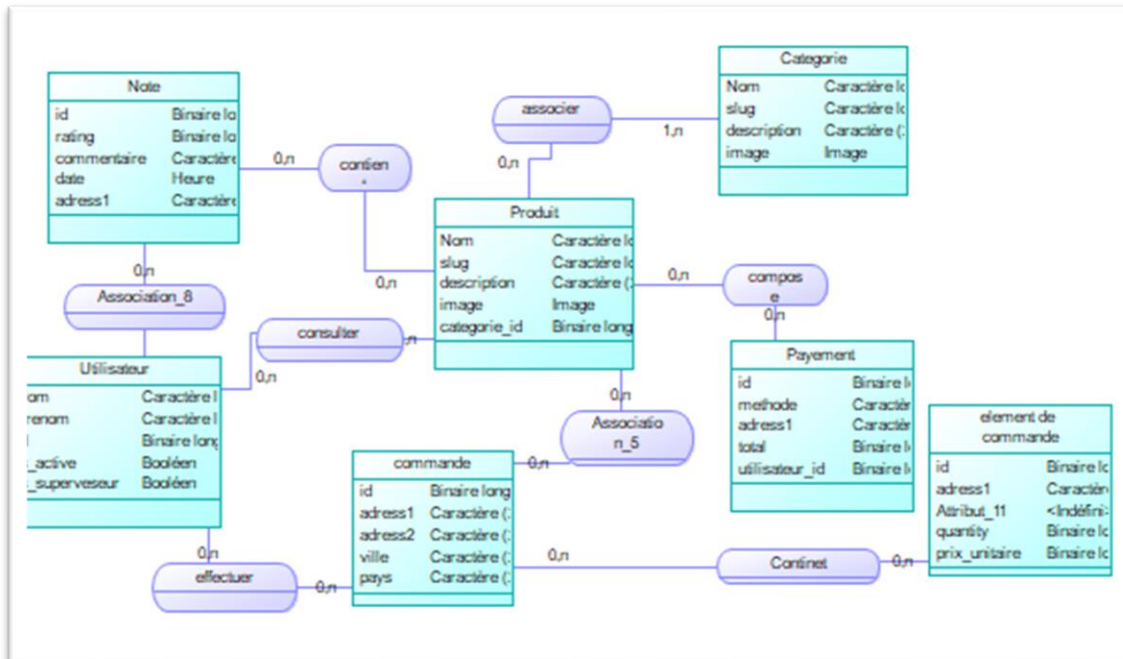 Note
id Binaire lo
rating Binaire lo
commentaire Caractère
date Heure
adress1 Caractère
0,n
contien
0,n
associer
0,n
1,n
Categorie
Nom Caractère lo
slug Caractère lo
description Caractère (
image Image
Produit
Nom Caractère lo
slug Caractère lo
description Caractère (
image Image
categorie_id Binaire long
0,n
Association_8
consulter
0,n
,n
0,n
compos
e
0,n
Utilisateur
om Caractère l
renom Caractère l
Binaire long
_active Booléen
_superveseur Booléen
0,n
Associatio
n_5
0,n
Payement
id Binaire l
methode Caractèr
adress1 Caractèr
total Binaire l
utilisateur_id Binaire l
element de
commande
id Binaire lo
adress1 Caractèr
Attribut_11 <Indéfini>
quantity Binaire lo
prix_unitaire Binaire lo
commande
id Binaire long
adress1 Caractère (
adress2 Caractère (
ville Caractère (
pays Caractère (
0,n
effectuer
0,n
0,n
Continet
0,n